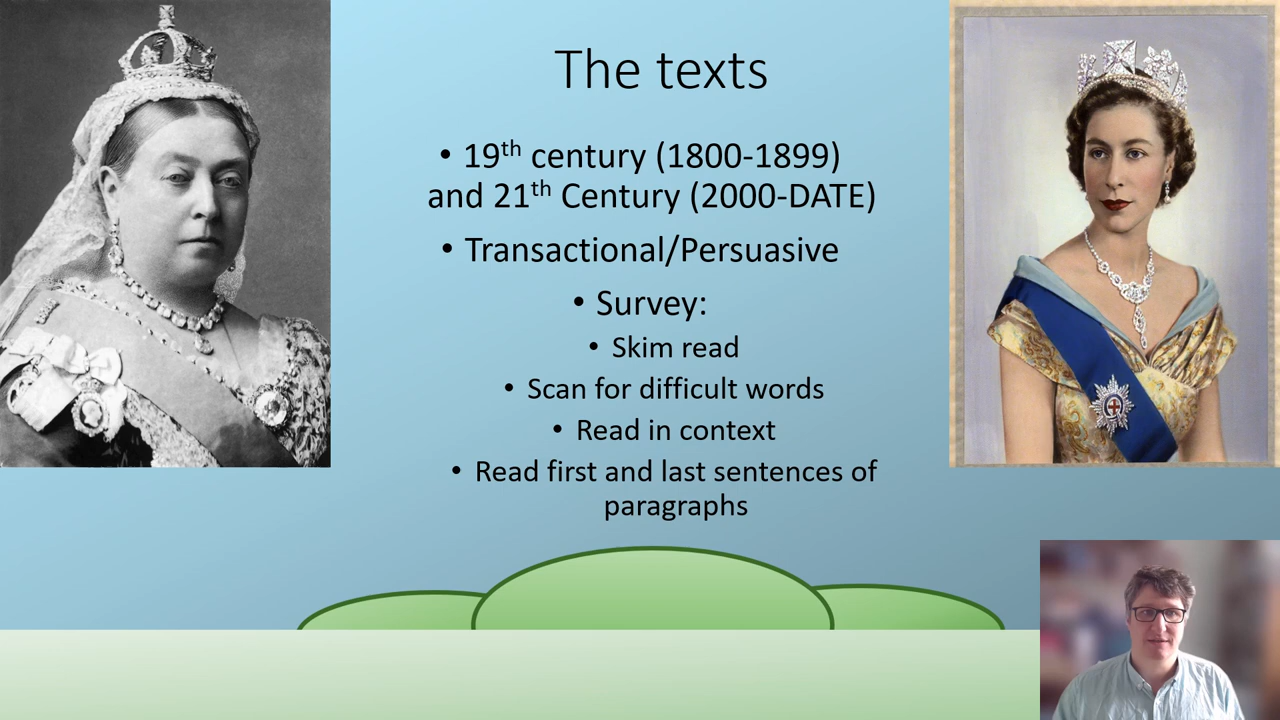 The texts
• 19th century (1800-1899)
and 21th Century (2000-DATE)
• Transactional/Persuasive
• Survey:
• Skim read
• Scan for difficult words
• Read in context
• Read first and last sentences of
paragraphs